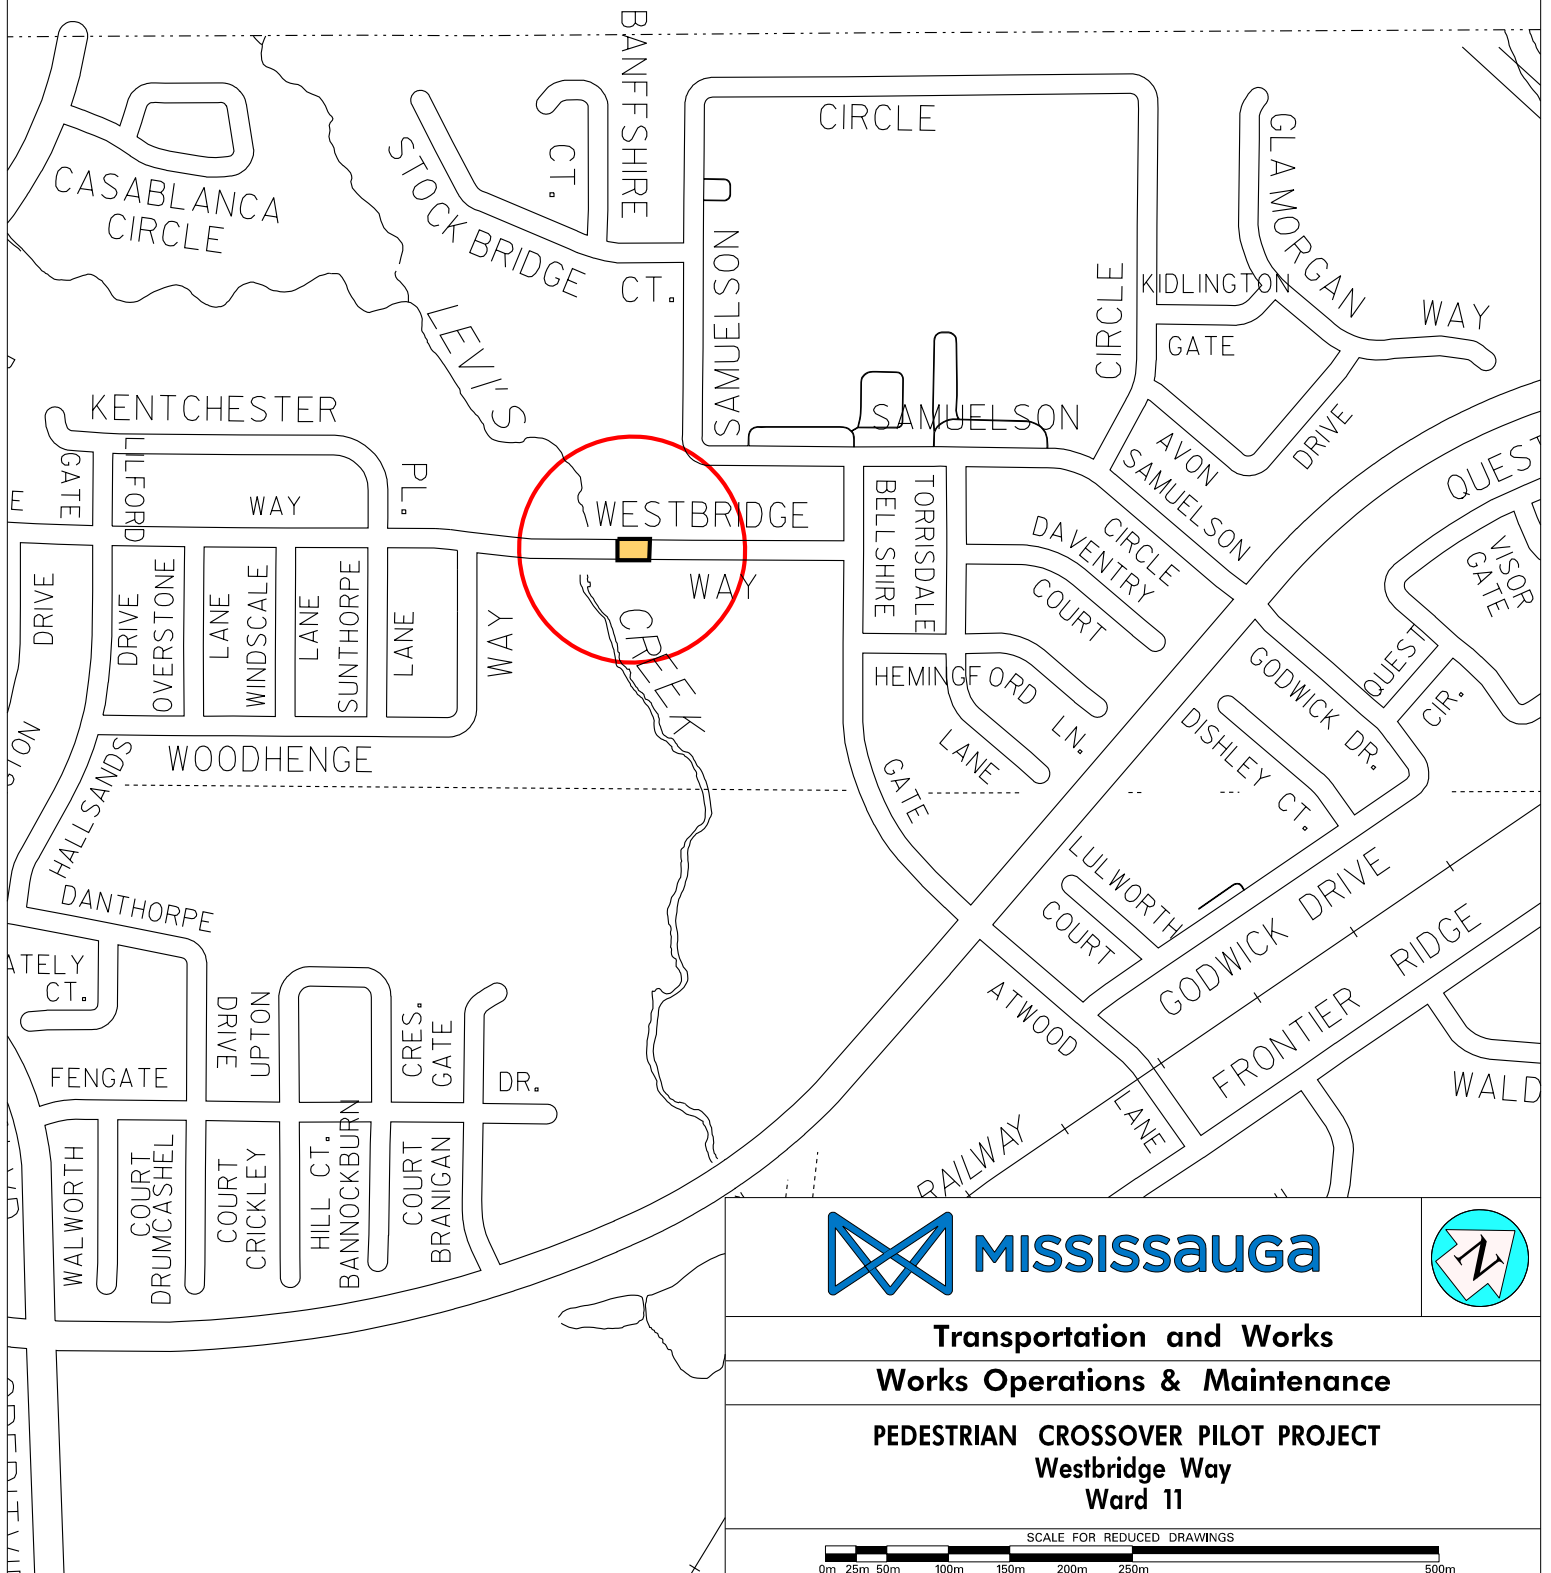 BANFFSHIRE
CT.
CIRCLE
GLAMORGAN
WAY
CASABLANCA
CIRCLE
STOCKBRIDGE
CT.
SAMUELSON
CIRCLE
KIDLINGTON
GATE
LEVI'S
CREEK
KENTCHESTER
PL.
SAMUELSON
CIRCLE
AVON
DRIVE
SAMUELSON
QUEST
GATE
LILFORD
DRIVE
WAY
WESTBRIDGE
WAY
BELLSHIRE
GATE
TORRISDALE
LANE
DAVENTRY
COURT
VISOR
GATE
DRIVE
OVERSTONE
LANE
WINDSCALE
LANE
SUNTHORPE
LANE
WAY
WOODHENGE
HEMINGFORD
LN.
QUEST
CIR.
GODWICK DR.
DISHLEY CT.
HALLSANDS
DANTHORPE
DRIVE
LULWORTH
COURT
GODWICK DRIVE
FRONTIER RIDGE
CT.
UPTON
CRES.
GATE
FENGATE
DR.
ATWOOD
LANE
WALWORTH
COURT
DRUMCASHEL
COURT
CRICKLEY
HILL CT.
BANNOCKBURN
COURT
BRANIGAN
RAILWAY
MISSISSAUGA
N
Transportation and Works
Works Operations & Maintenance
PEDESTRIAN CROSSOVER PILOT PROJECT
Westbridge Way
Ward 11
SCALE FOR REDUCED DRAWINGS
0m 25m 50m 100m 150m 200m 250m 500m